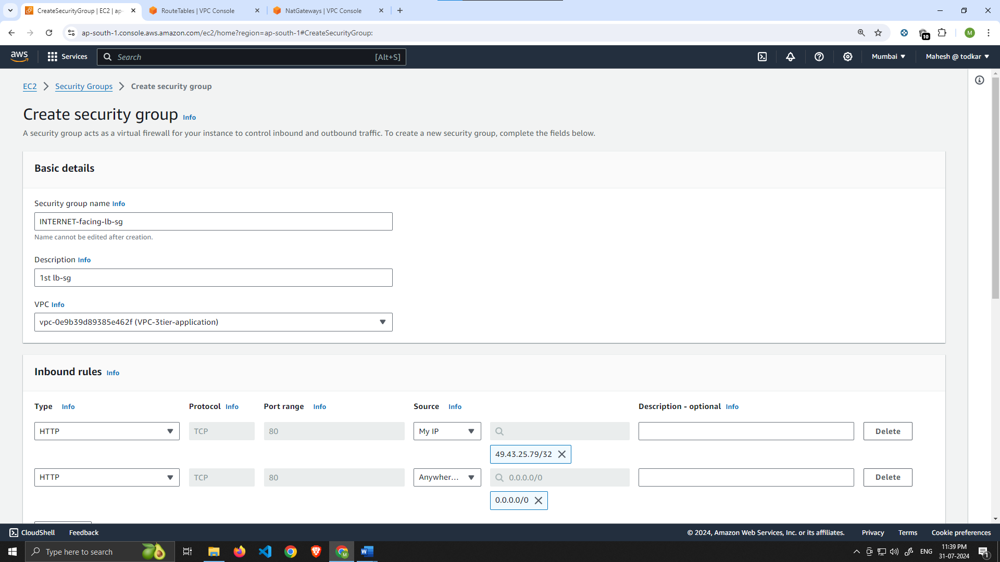 CreateSecurityGroup | EC2 | ap-
RouteTables | VPC Console
NatGateways | VPC Console
ap-south-1.console.aws.amazon.com/ec2/home?region=ap-south-1#CreateSecurityGroup:
10
M
aws
Services
Search
[Alt+S]
Mumbai
Mahesh @ todkar
EC2
Security Groups
Create security group
Create security group Info
A security group acts as a virtual firewall for your instance to control inbound and outbound traffic. To create a new security group, complete the fields below.
Basic details
Security group name Info
INTERNET-facing-lb-sg
Name cannot be edited after creation.
Description Info
1st lb-sg
VPC Info
vpc-0e9b39d89385e462f (VPC-3tier-application)
Inbound rules Info
Type Info Protocol Info Port range Info Source Info Description - optional Info
HTTP TCP 80 My IP Delete
49.43.25.79/32
HTTP TCP 80 Anywher... 0.0.0.0/0 Delete
0.0.0.0/0
CloudShell Feedback © 2024, Amazon Web Services, Inc. or its affiliates. Privacy Terms Cookie preferences
Type here to search
M
W
ENG
11:39 PM
31-07-2024
1